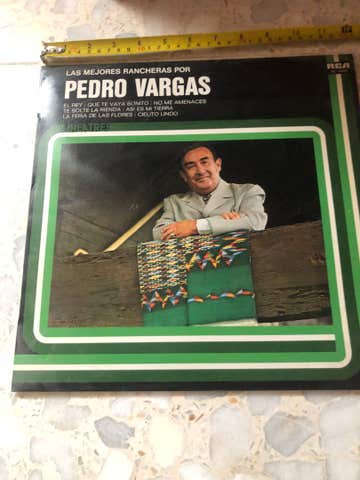 LAS MEJORES RANCHERAS POR
RCA
PEDRO VARGAS
EL REY / QUE TE VAYA BONITO / NO ME AMENACES
TE SOLTE LA RIENDA / ASI ES MI TIERRA
LA FERIA DE LAS FLORES / CIELITO LINDO